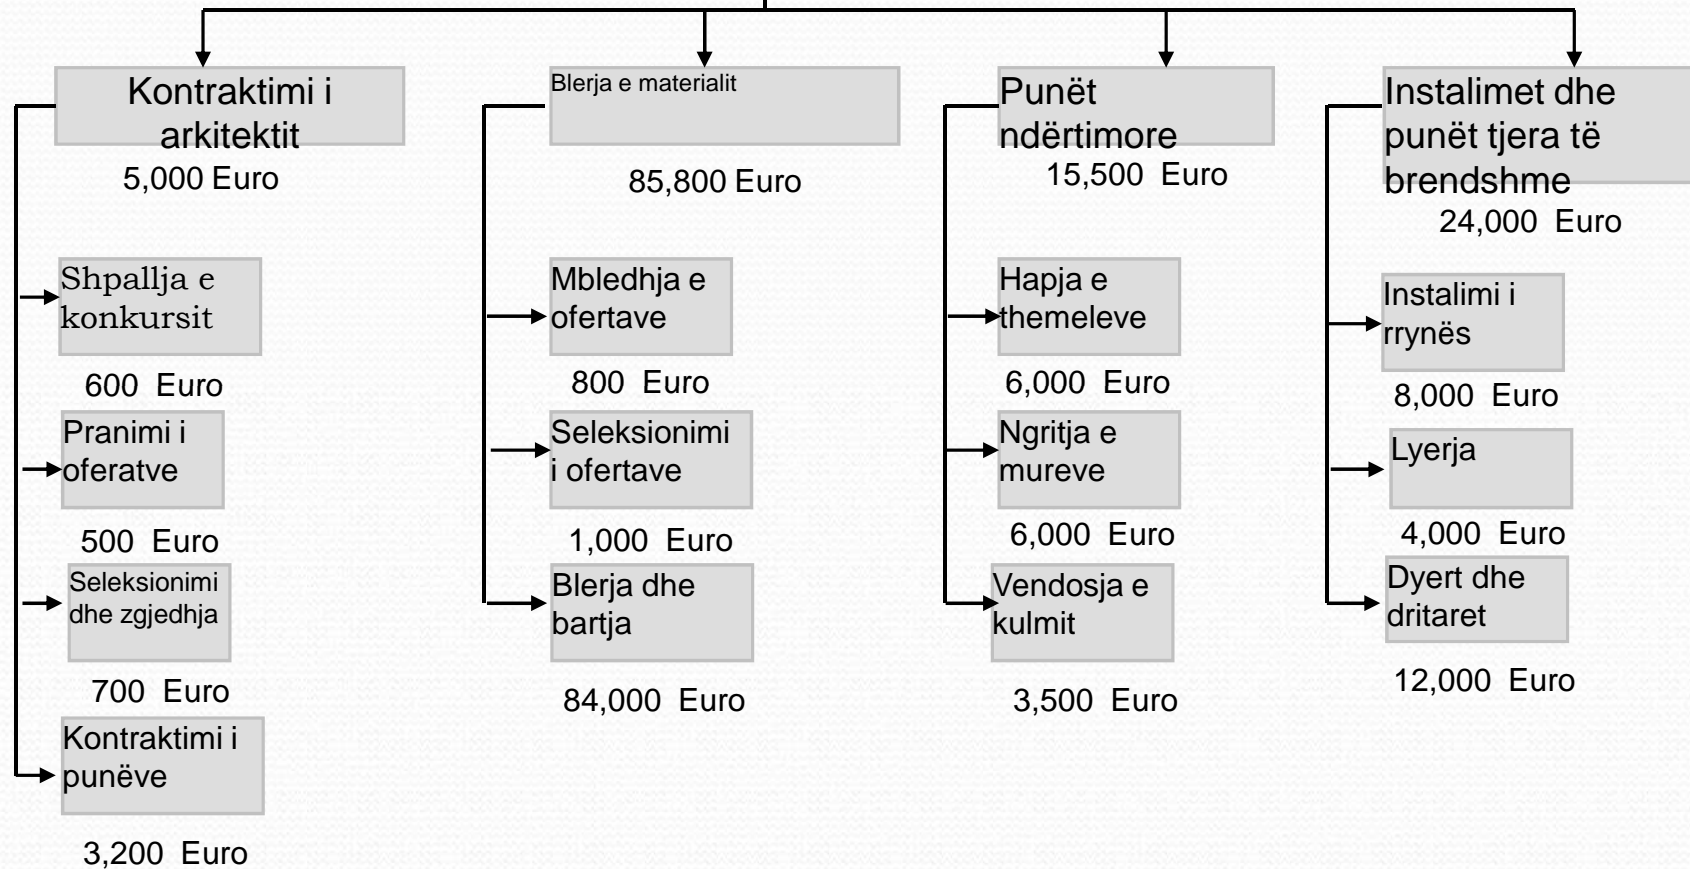 Kontraktimi i
arkitektit
5,000 Euro
Shpallja e
konkursit
600 Euro
Pranimi i
oferatve
500 Euro
Seleksionimi
dhe zgjedhja
700 Euro
Kontraktimi i
punëve
3,200 Euro
Blerja e materialit
85,800 Euro
Mbledhja e
ofertave
800 Euro
Seleksionimi
i ofertave
1,000 Euro
Blerja dhe
bartja
84,000 Euro
Punët
ndërtimore
15,500 Euro
Hapja e
themeleve
6,000 Euro
Ngritja e
mureve
6,000 Euro
Vendosja e
kulmit
3,500 Euro
Instalimet dhe
punët tjera të
brendshme
24,000 Euro
Instalimi i
rrynës
8,000 Euro
Lyerja
4,000 Euro
Dyert dhe
dritaret
12,000 Euro